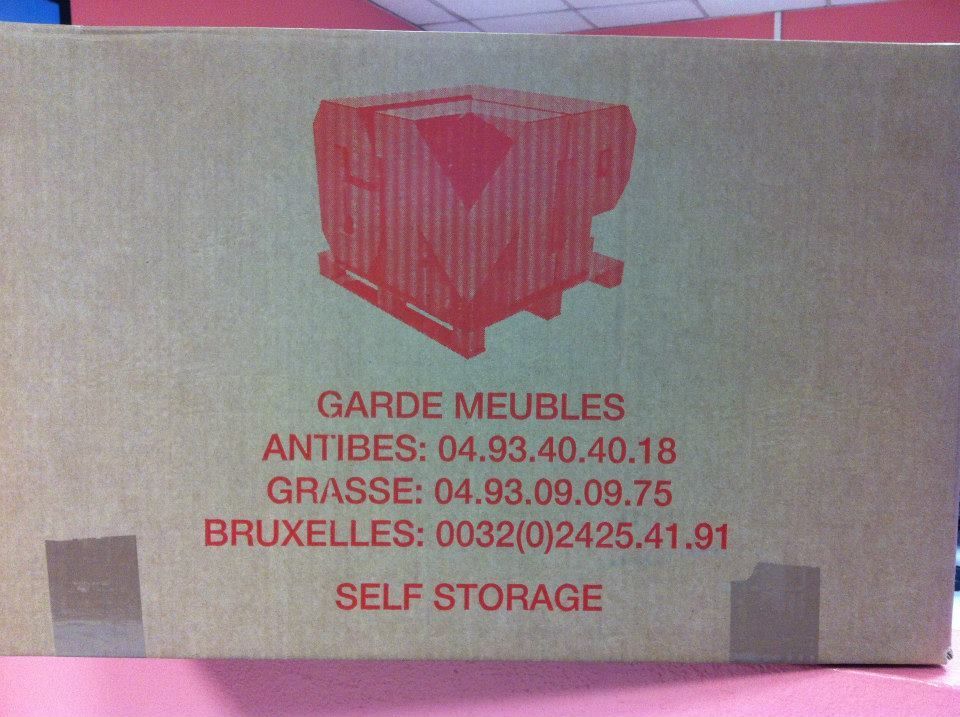 GARDE MEUBLES
ANTIBES: 04.93.40.40.18
GRASSE: 04.93.09.09.75
BRUXELLES: 0032(0)2425.41.91
SELF STORAGE